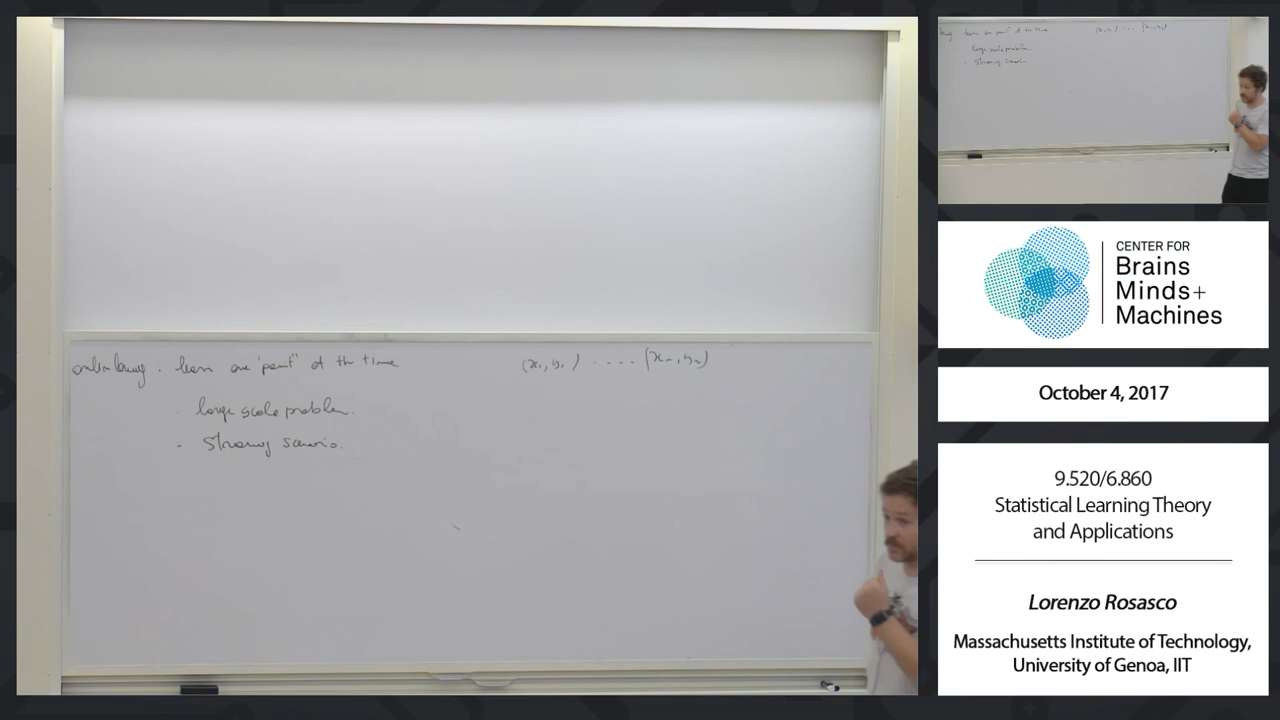 online learning : learn one "point" at the time (x₁, y₁) .... (xₙ, yₙ)
large scale problem.
. Streaming scenario.
CENTER FOR
Brains
Minds+
Machines
October 4, 2017
9.520/6.860
Statistical Learning Theory
and Applications
Lorenzo Rosasco
Massachusetts Institute of Technology,
University of Genoa, IIT